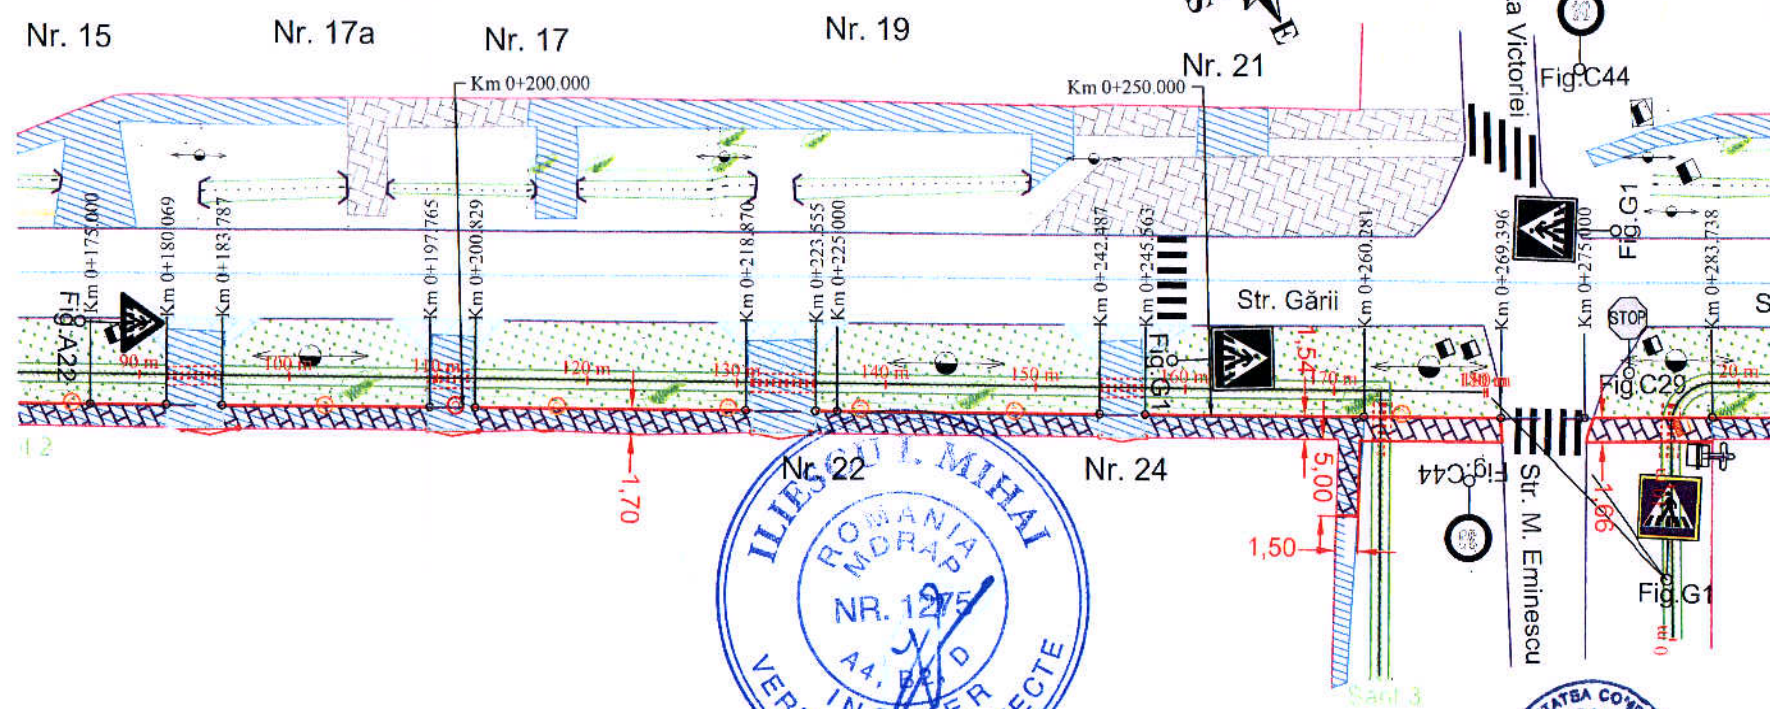 Nr. 15
Nr. 17a
Nr. 17
Nr. 19
Nr. 21
S
E
Victoriei
Fig.C44
Km 0+200.000
Km 0+250.000
Km 0+175.000
Km 0+180.069
Km 0+183.787
Km 0+197.765
Km 0+200.829
Km 0+218.870
Km 0+223.555
Km 0+225.000
Km 0+242.487
Km 0+245.563
Km 0+260.281
Km 0+269.396
Km 0+275.000
Km 0+283.738
Fig.G1
Str. Gării
STOP
S
Fig.A22
90 m
100 m
110 m
120 m
130 m
140 m
150 m
160 m
170 m
20 m
Fig.G1
1,54
Fig.C29
Nr. 22
Nr. 24
1,70
5,00
1,50
Fig.C44
Str. M. Eminescu
1,66
Fig.G1
0 m
ILIESCU I. MIHAI
ROMANIA
MDRAP
NR. 1275
A4, B2, D